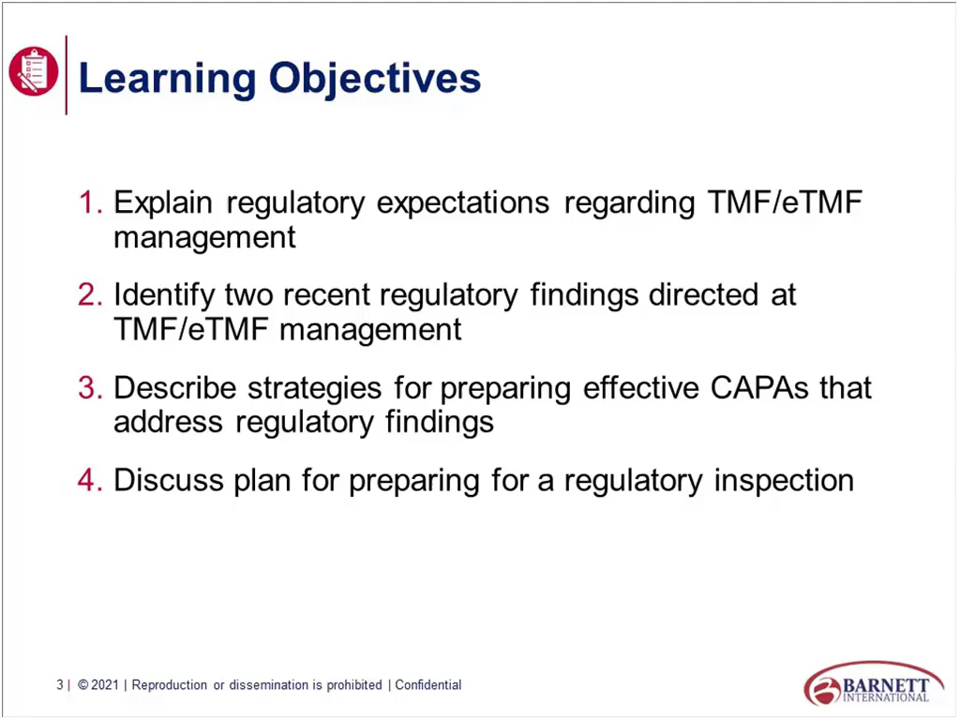 Learning Objectives
1. Explain regulatory expectations regarding TMF/eTMF
management
2. Identify two recent regulatory findings directed at
TMF/eTMF management
3. Describe strategies for preparing effective CAPAs that
address regulatory findings
4. Discuss plan for preparing for a regulatory inspection
3 | © 2021 | Reproduction or dissemination is prohibited | Confidential
BARNETT
INTERNATIONAL